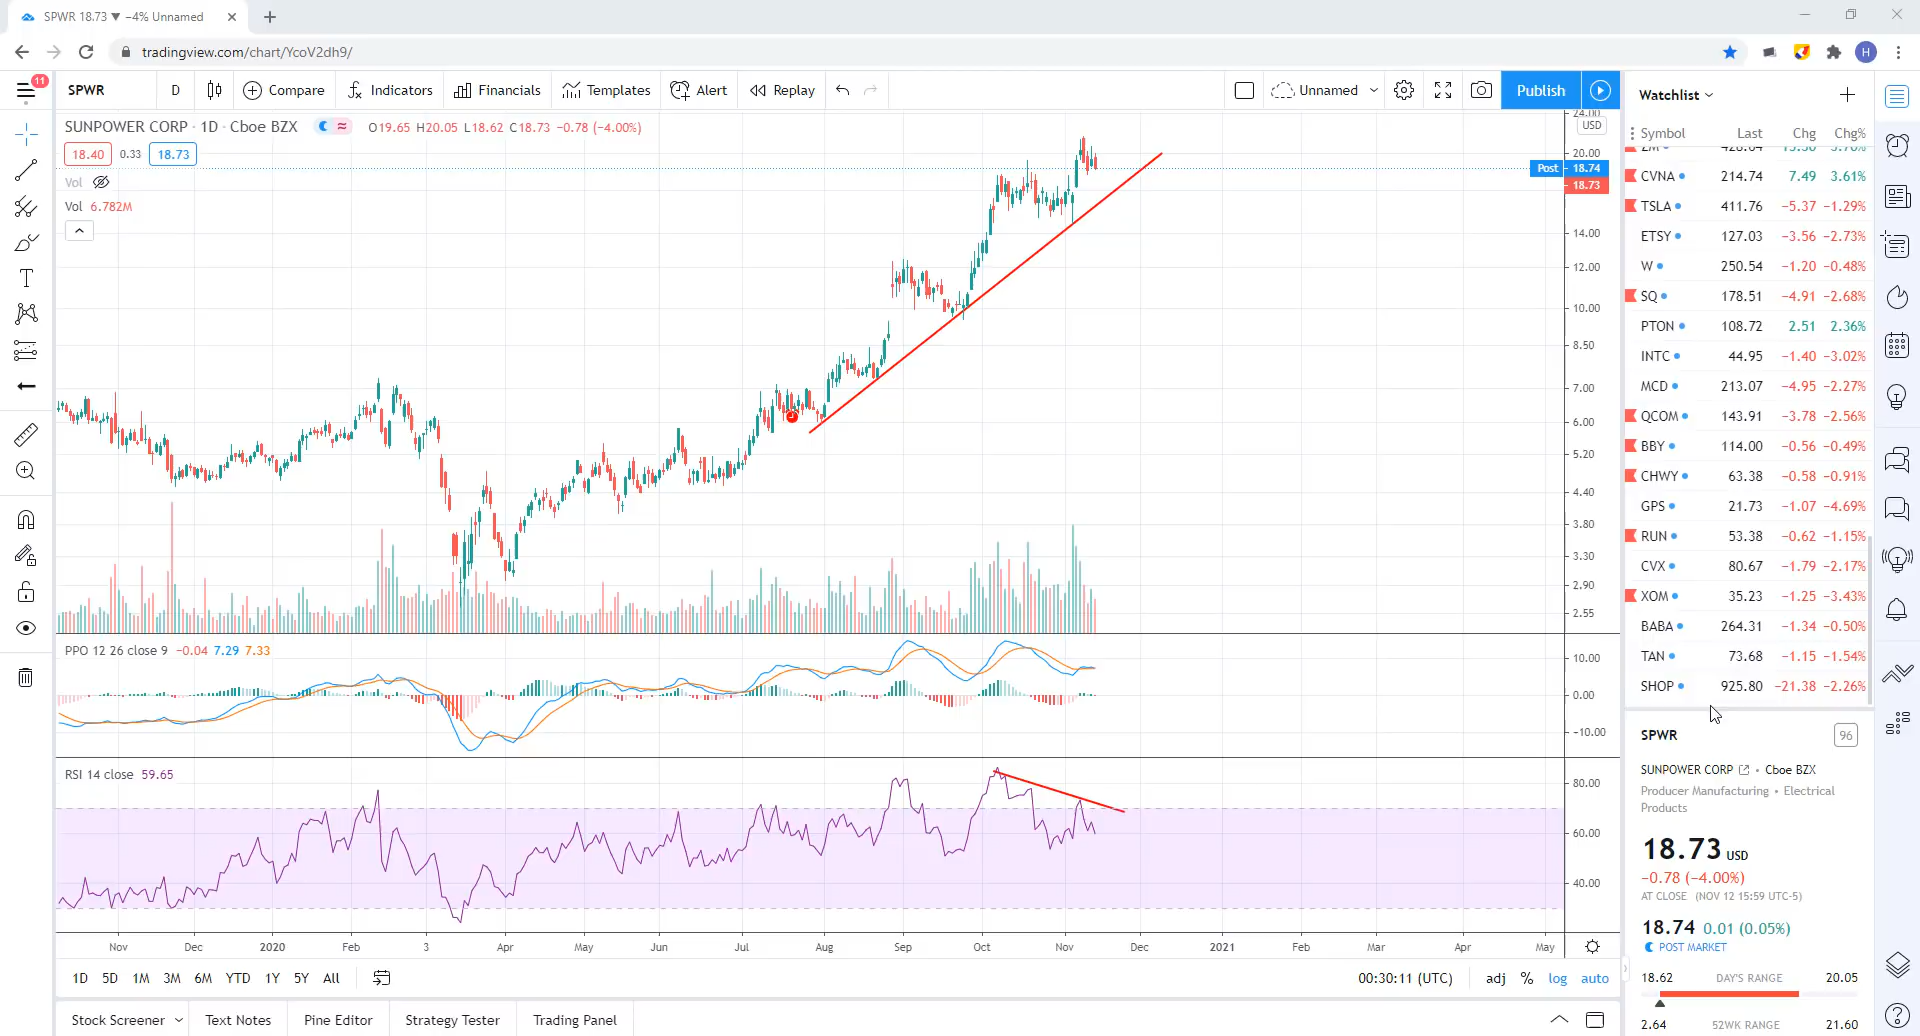 SPWR 18.73 ▼ −4% Unnamed
tradingview.com/chart/YcoV2dh9/
H
11
SPWR D Compare Indicators Financials Templates Alert Replay Unnamed Publish
SUNPOWER CORP · 1D · Cboe BZX O19.65 H20.05 L18.62 C18.73 −0.78 (−4.00%)
18.40 0.33 18.73
Vol
Vol 6.782M
24.00
USD
20.00
Post 18.74
18.73
14.00
12.00
10.00
8.50
7.00
6.00
5.20
4.40
3.80
3.30
2.90
2.55
PPO 12 26 close 9 −0.04 7.29 7.33
10.00
0.00
−10.00
RSI 14 close 59.65
80.00
60.00
40.00
Nov Dec 2020 Feb 3 Apr May Jun Jul Aug Sep Oct Nov Dec 2021 Feb Mar Apr May
1D 5D 1M 3M 6M YTD 1Y 5Y All 00:30:11 (UTC) adj % log auto
Stock Screener Text Notes Pine Editor Strategy Tester Trading Panel
Watchlist
Symbol Last Chg Chg%
CVNA 214.74 7.49 3.61%
TSLA 411.76 −5.37 −1.29%
ETSY 127.03 −3.56 −2.73%
W 250.54 −1.20 −0.48%
SQ 178.51 −4.91 −2.68%
PTON 108.72 2.51 2.36%
INTC 44.95 −1.40 −3.02%
MCD 213.07 −4.95 −2.27%
QCOM 143.91 −3.78 −2.56%
BBY 114.00 −0.56 −0.49%
CHWY 63.38 −0.58 −0.91%
GPS 21.73 −1.07 −4.69%
RUN 53.38 −0.62 −1.15%
CVX 80.67 −1.79 −2.17%
XOM 35.23 −1.25 −3.43%
BABA 264.31 −1.34 −0.50%
TAN 73.68 −1.15 −1.54%
SHOP 925.80 −21.38 −2.26%
SPWR 96
SUNPOWER CORP • Cboe BZX
Producer Manufacturing • Electrical
Products
18.73 USD
−0.78 (−4.00%)
AT CLOSE (NOV 12 15:59 UTC-5)
18.74 0.01 (0.05%)
POST MARKET
18.62 DAY'S RANGE 20.05
2.64 52WK RANGE 21.60